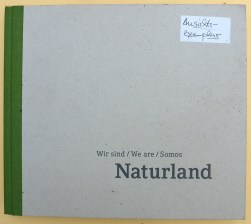 Ansichts-
exemplar
Wir sind / We are / Somos
Naturland